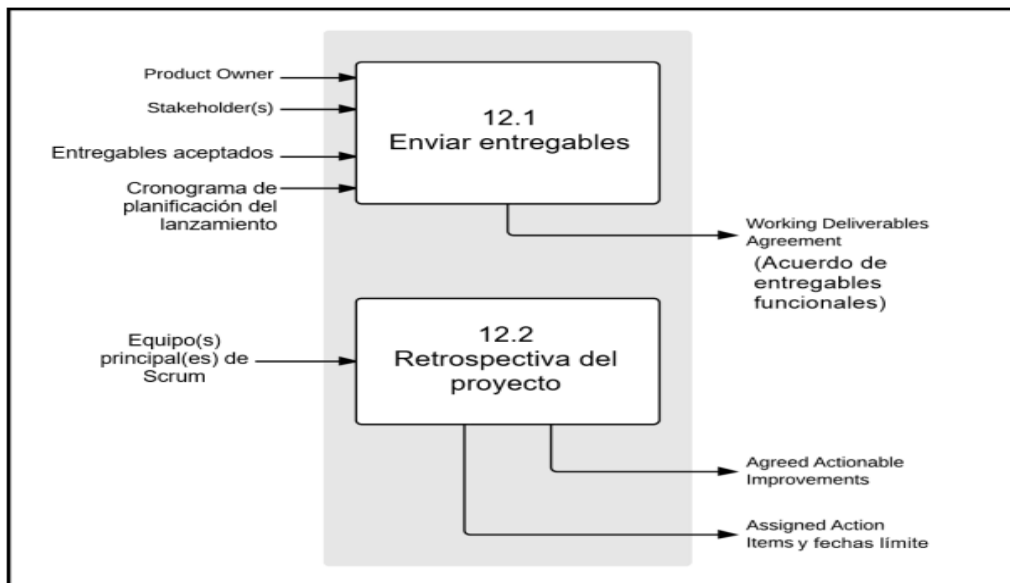 Product Owner
Stakeholder(s)
Entregables aceptados
Cronograma de
planificación del
lanzamiento
12.1
Enviar entregables
Working Deliverables
Agreement
(Acuerdo de
entregables
funcionales)
Equipo(s)
principal(es) de
Scrum
12.2
Retrospectiva del
proyecto
Agreed Actionable
Improvements
Assigned Action
Items y fechas límite